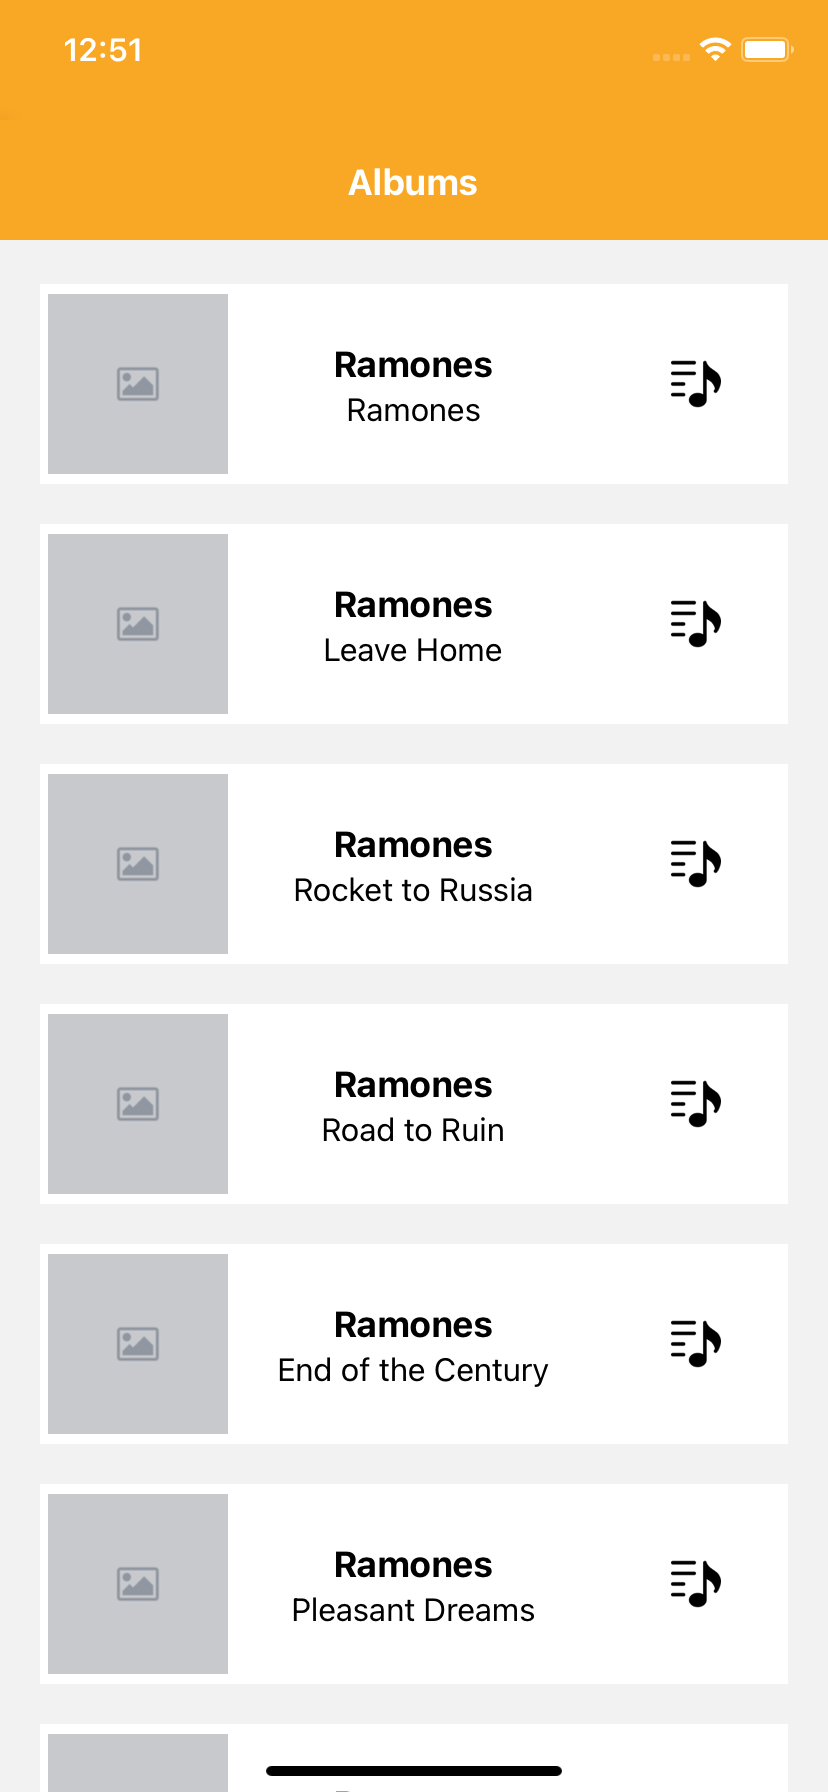 12:51
Albums
Ramones
Ramones
Ramones
Leave Home
Ramones
Rocket to Russia
Ramones
Road to Ruin
Ramones
End of the Century
Ramones
Pleasant Dreams